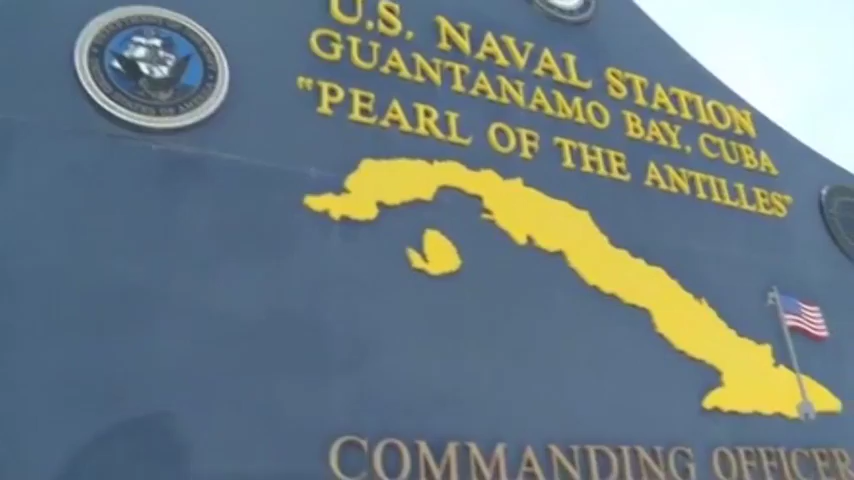 U.S. NAVAL STATION
GUANTANAMO BAY, CUBA
"PEARL OF THE ANTILLES"
COMMANDING OFFICER